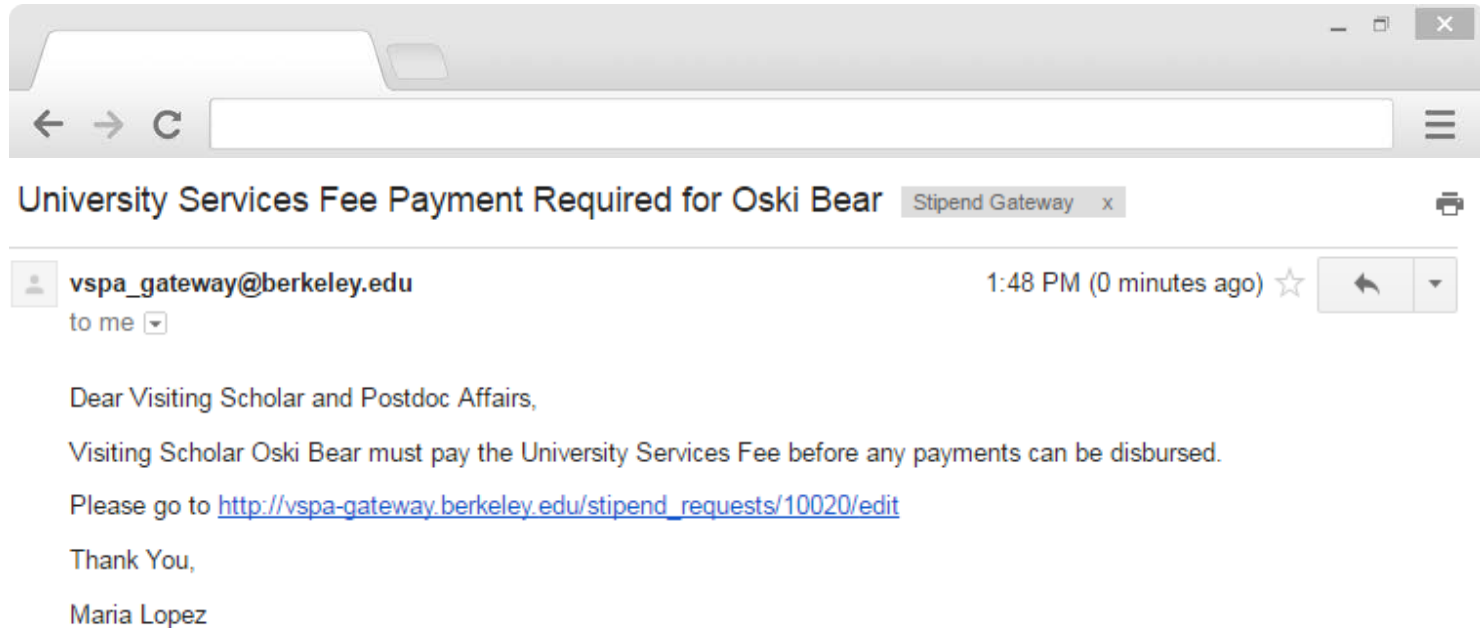 University Services Fee Payment Required for Oski Bear Stipend Gateway x
vspa_gateway@berkeley.edu 1:48 PM (0 minutes ago)
to me
Dear Visiting Scholar and Postdoc Affairs,
Visiting Scholar Oski Bear must pay the University Services Fee before any payments can be disbursed.
Please go to http://vspa-gateway.berkeley.edu/stipend_requests/10020/edit
Thank You,
Maria Lopez